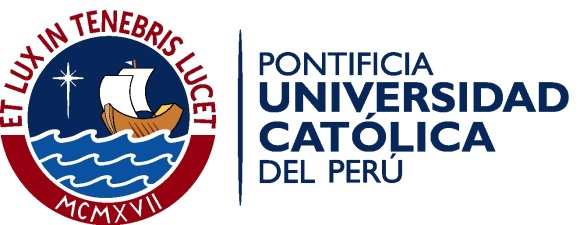 ET LUX IN TENEBRIS LUCET
MCMXVII
PONTIFICIA
UNIVERSIDAD
CATÓLICA
DEL PERÚ